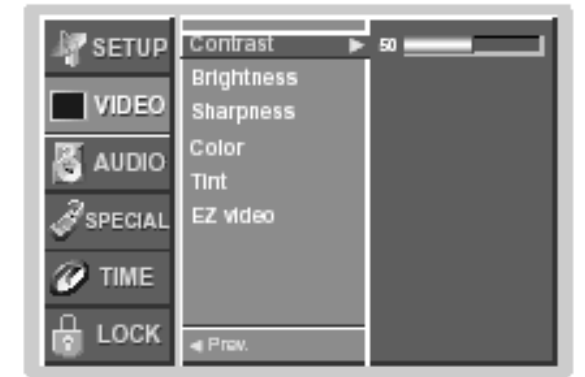 SETUP
VIDEO
AUDIO
SPECIAL
TIME
LOCK
Contrast ▶
Brightness
Sharpness
Color
Tint
EZ video
◀ Prev.
50